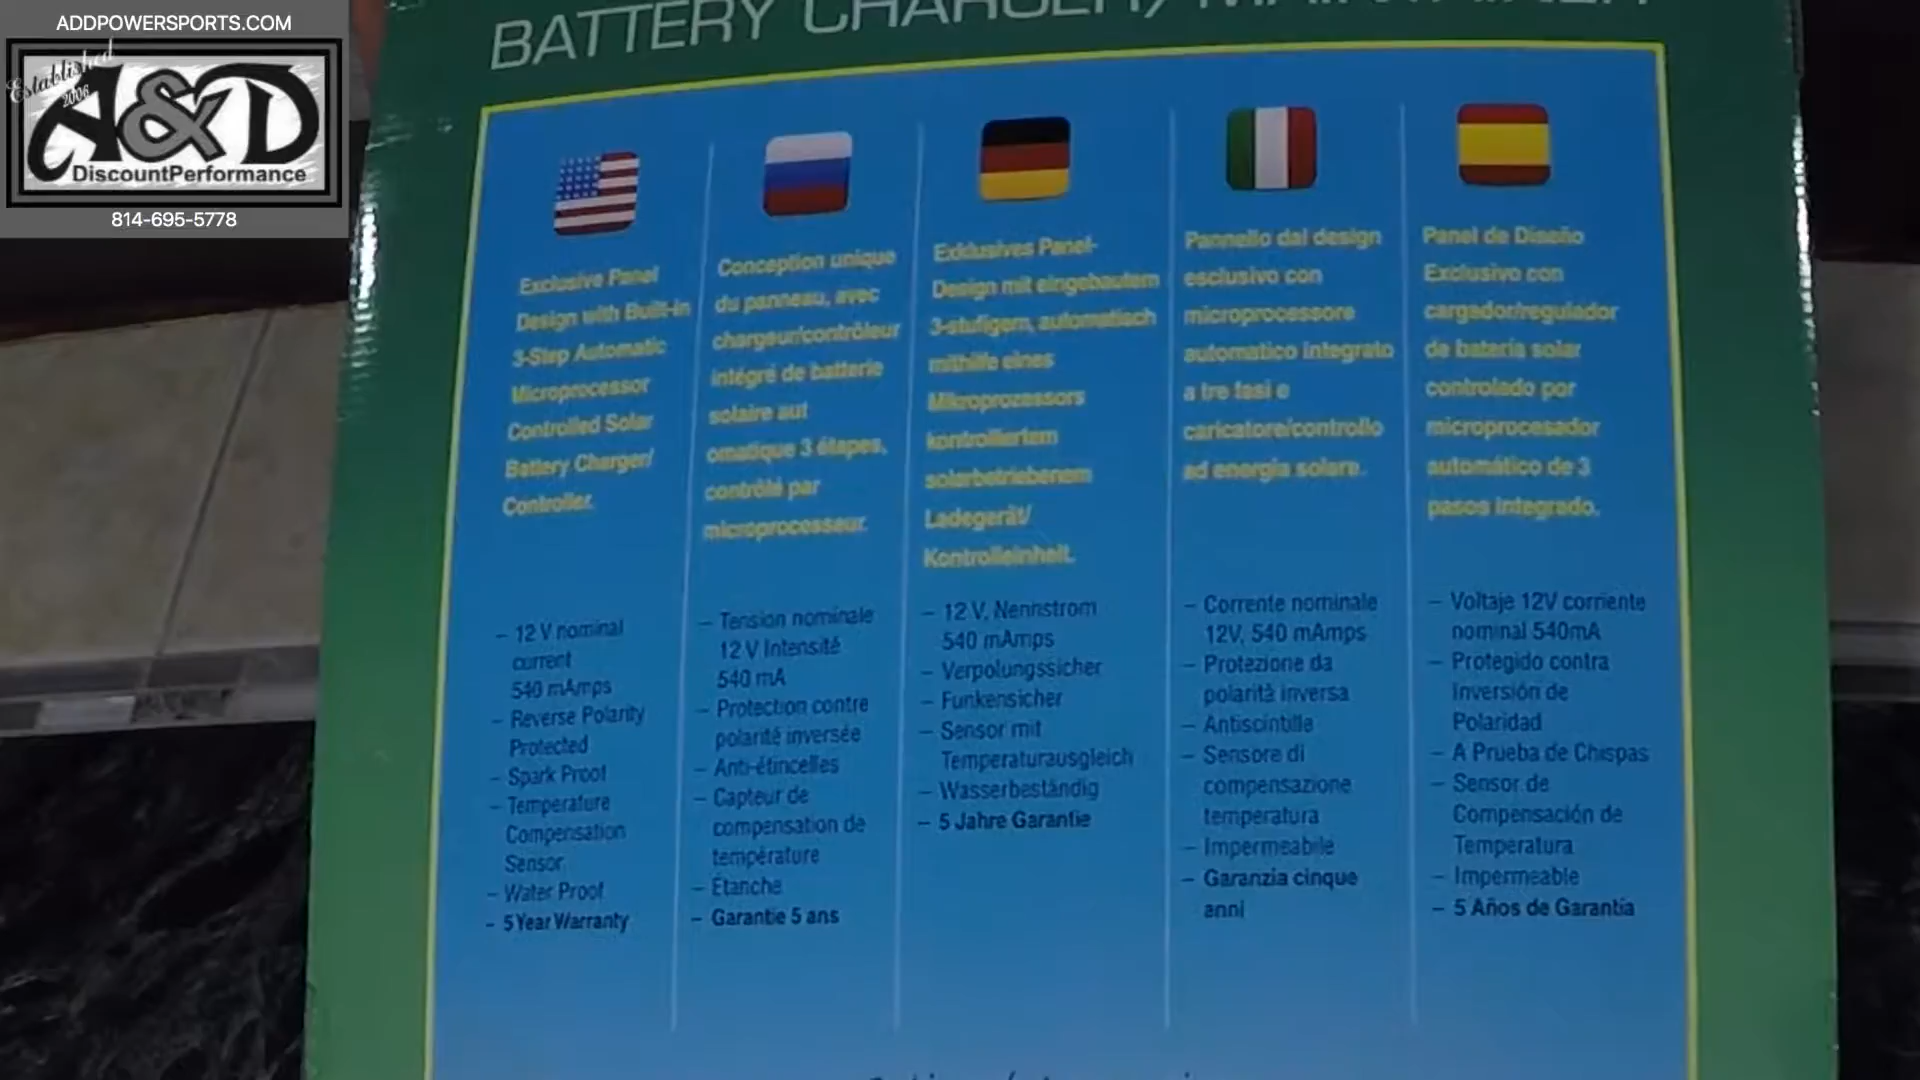 ADDPOWERSPORTS.COM
Established
2006
A&D
DiscountPerformance
814-695-5778
BATTERY CHARGER/MAINTAINER
Exclusive Panel
Design with Built-in
3-Step Automatic
Microprocessor
Controlled Solar
Battery Charger/
Controller.
- 12 V nominal
current
540 mAmps
- Reverse Polarity
Protected
- Spark Proof
- Temperature
Compensation
Sensor
- Water Proof
- 5 Year Warranty
Conception unique
du panneau, avec
chargeur/contrôleur
intégré de batterie
solaire aut
omatique 3 étapes,
contrôlé par
microprocesseur.
- Tension nominale
12 V Intensité
540 mA
- Protection contre
polarité inversée
- Anti-étincelles
- Capteur de
compensation de
température
- Étanche
- Garantie 5 ans
Exklusives Panel-
Design mit eingebautem
3-stufigem, automatisch
mithilfe eines
Mikroprozessors
kontrolliertem
solarbetriebenem
Ladegerät/
Kontrolleinheit.
- 12 V, Nennstrom
540 mAmps
- Verpolungssicher
- Funkensicher
- Sensor mit
Temperaturausgleich
- Wasserbeständig
- 5 Jahre Garantie
Pannello dal design
esclusivo con
microprocessore
automatico integrato
a tre fasi e
caricatore/controllo
ad energia solare.
- Corrente nominale
12V, 540 mAmps
- Protezione da
polarità inversa
- Antiscintille
- Sensore di
compensazione
temperatura
- Impermeabile
- Garanzia cinque
anni
Panel de Diseño
Exclusivo con
cargador/regulador
de bateria solar
controlado por
microprocesador
automático de 3
pasos integrado.
- Voltaje 12V corriente
nominal 540mA
- Protegido contra
Inversión de
Polaridad
- A Prueba de Chispas
- Sensor de
Compensación de
Temperatura
- Impermeable
- 5 Años de Garantía